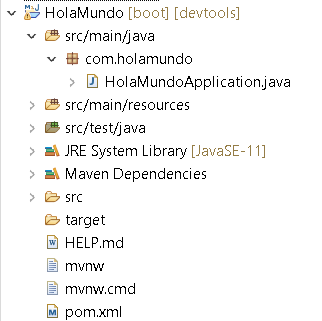 HolaMundo [boot] [devtools]
src/main/java
com.holamundo
HolaMundoApplication.java
src/main/resources
src/test/java
JRE System Library [JavaSE-11]
Maven Dependencies
src
target
HELP.md
mvnw
mvnw.cmd
pom.xml